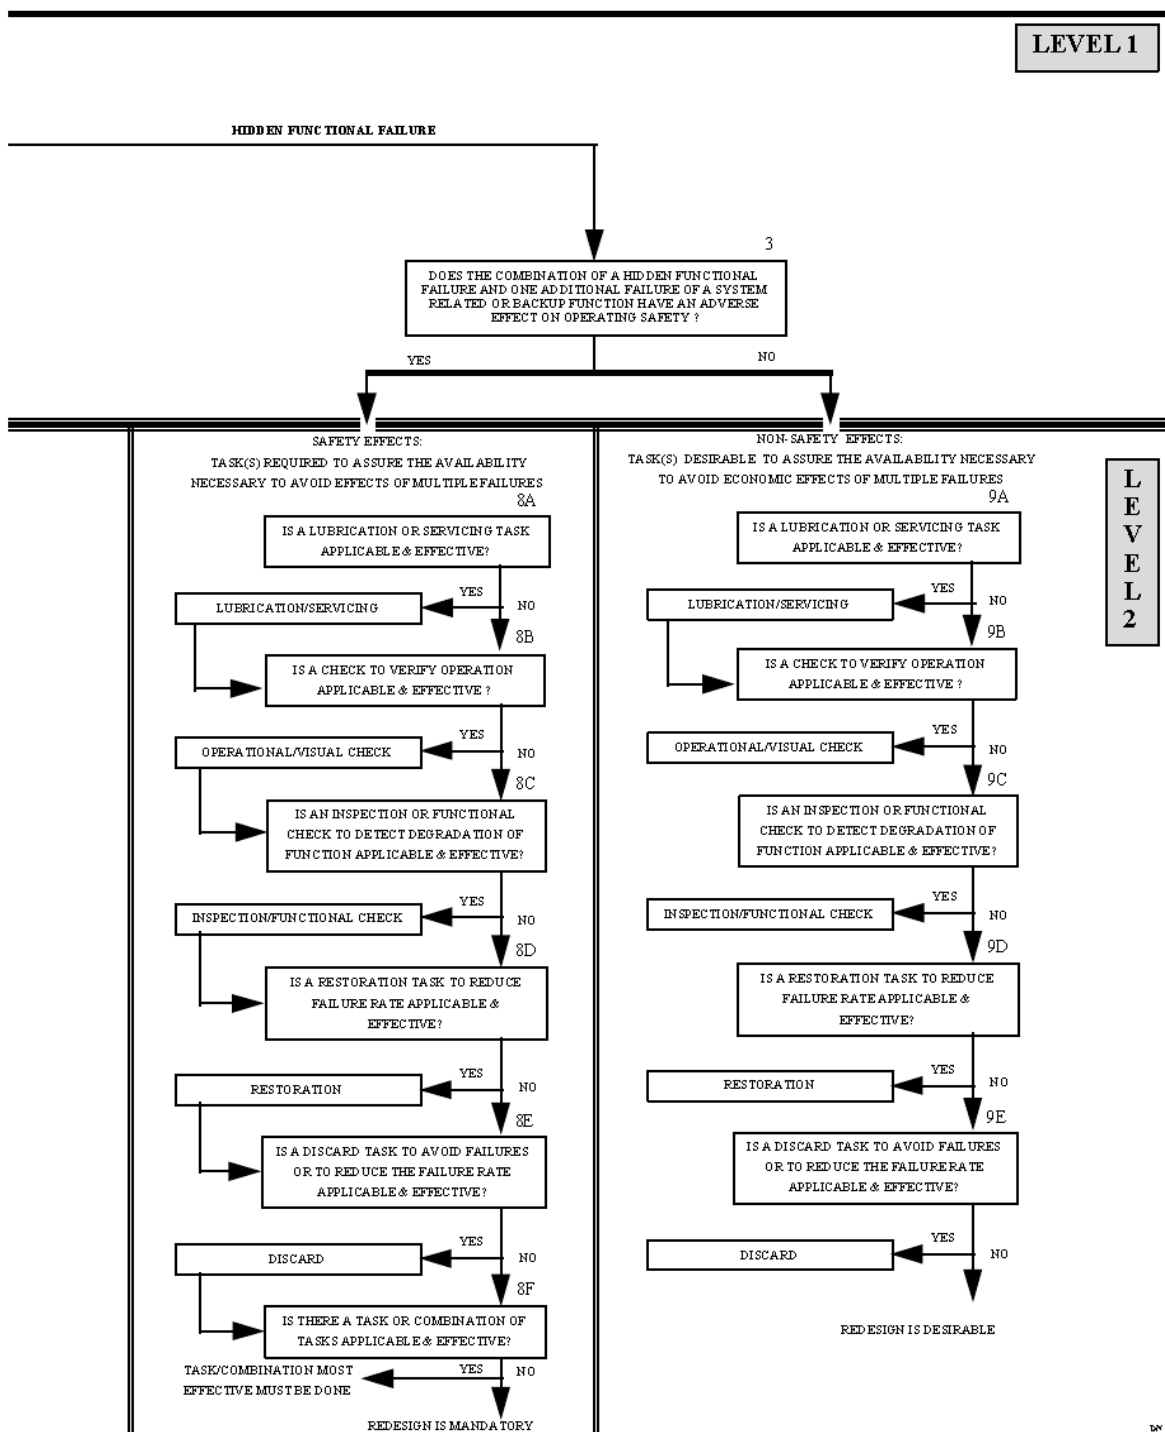 LEVEL 1
HIDDEN FUNCTIONAL FAILURE
3
DOES THE COMBINATION OF A HIDDEN FUNCTIONAL
FAILURE AND ONE ADDITIONAL FAILURE OF A SYSTEM
RELATED OR BACKUP FUNCTION HAVE AN ADVERSE
EFFECT ON OPERATING SAFETY ?
YES
NO
SAFETY EFFECTS:
TASK(S) REQUIRED TO ASSURE THE AVAILABILITY
NECESSARY TO AVOID EFFECTS OF MULTIPLE FAILURES
8A
IS A LUBRICATION OR SERVICING TASK
APPLICABLE & EFFECTIVE?
YES
NO
LUBRICATION/SERVICING
8B
IS A CHECK TO VERIFY OPERATION
APPLICABLE & EFFECTIVE ?
YES
NO
OPERATIONAL/VISUAL CHECK
8C
IS AN INSPECTION OR FUNCTIONAL
CHECK TO DETECT DEGRADATION OF
FUNCTION APPLICABLE & EFFECTIVE?
YES
NO
INSPECTION/FUNCTIONAL CHECK
8D
IS A RESTORATION TASK TO REDUCE
FAILURE RATE APPLICABLE &
EFFECTIVE?
YES
NO
RESTORATION
8E
IS A DISCARD TASK TO AVOID FAILURES
OR TO REDUCE THE FAILURE RATE
APPLICABLE & EFFECTIVE?
YES
NO
DISCARD
8F
IS THERE A TASK OR COMBINATION OF
TASKS APPLICABLE & EFFECTIVE?
YES
NO
TASK/COMBINATION MOST
EFFECTIVE MUST BE DONE
REDESIGN IS MANDATORY
NON-SAFETY EFFECTS:
TASK(S) DESIRABLE TO ASSURE THE AVAILABILITY NECESSARY
TO AVOID ECONOMIC EFFECTS OF MULTIPLE FAILURES
9A
IS A LUBRICATION OR SERVICING TASK
APPLICABLE & EFFECTIVE?
YES
NO
LUBRICATION/SERVICING
9B
IS A CHECK TO VERIFY OPERATION
APPLICABLE & EFFECTIVE ?
YES
NO
OPERATIONAL/VISUAL CHECK
9C
IS AN INSPECTION OR FUNCTIONAL
CHECK TO DETECT DEGRADATION OF
FUNCTION APPLICABLE & EFFECTIVE?
YES
NO
INSPECTION/FUNCTIONAL CHECK
9D
IS A RESTORATION TASK TO REDUCE
FAILURE RATE APPLICABLE &
EFFECTIVE?
YES
NO
RESTORATION
9E
IS A DISCARD TASK TO AVOID FAILURES
OR TO REDUCE THE FAILURE RATE
APPLICABLE & EFFECTIVE?
YES
NO
DISCARD
REDESIGN IS DESIRABLE
LEVEL 2